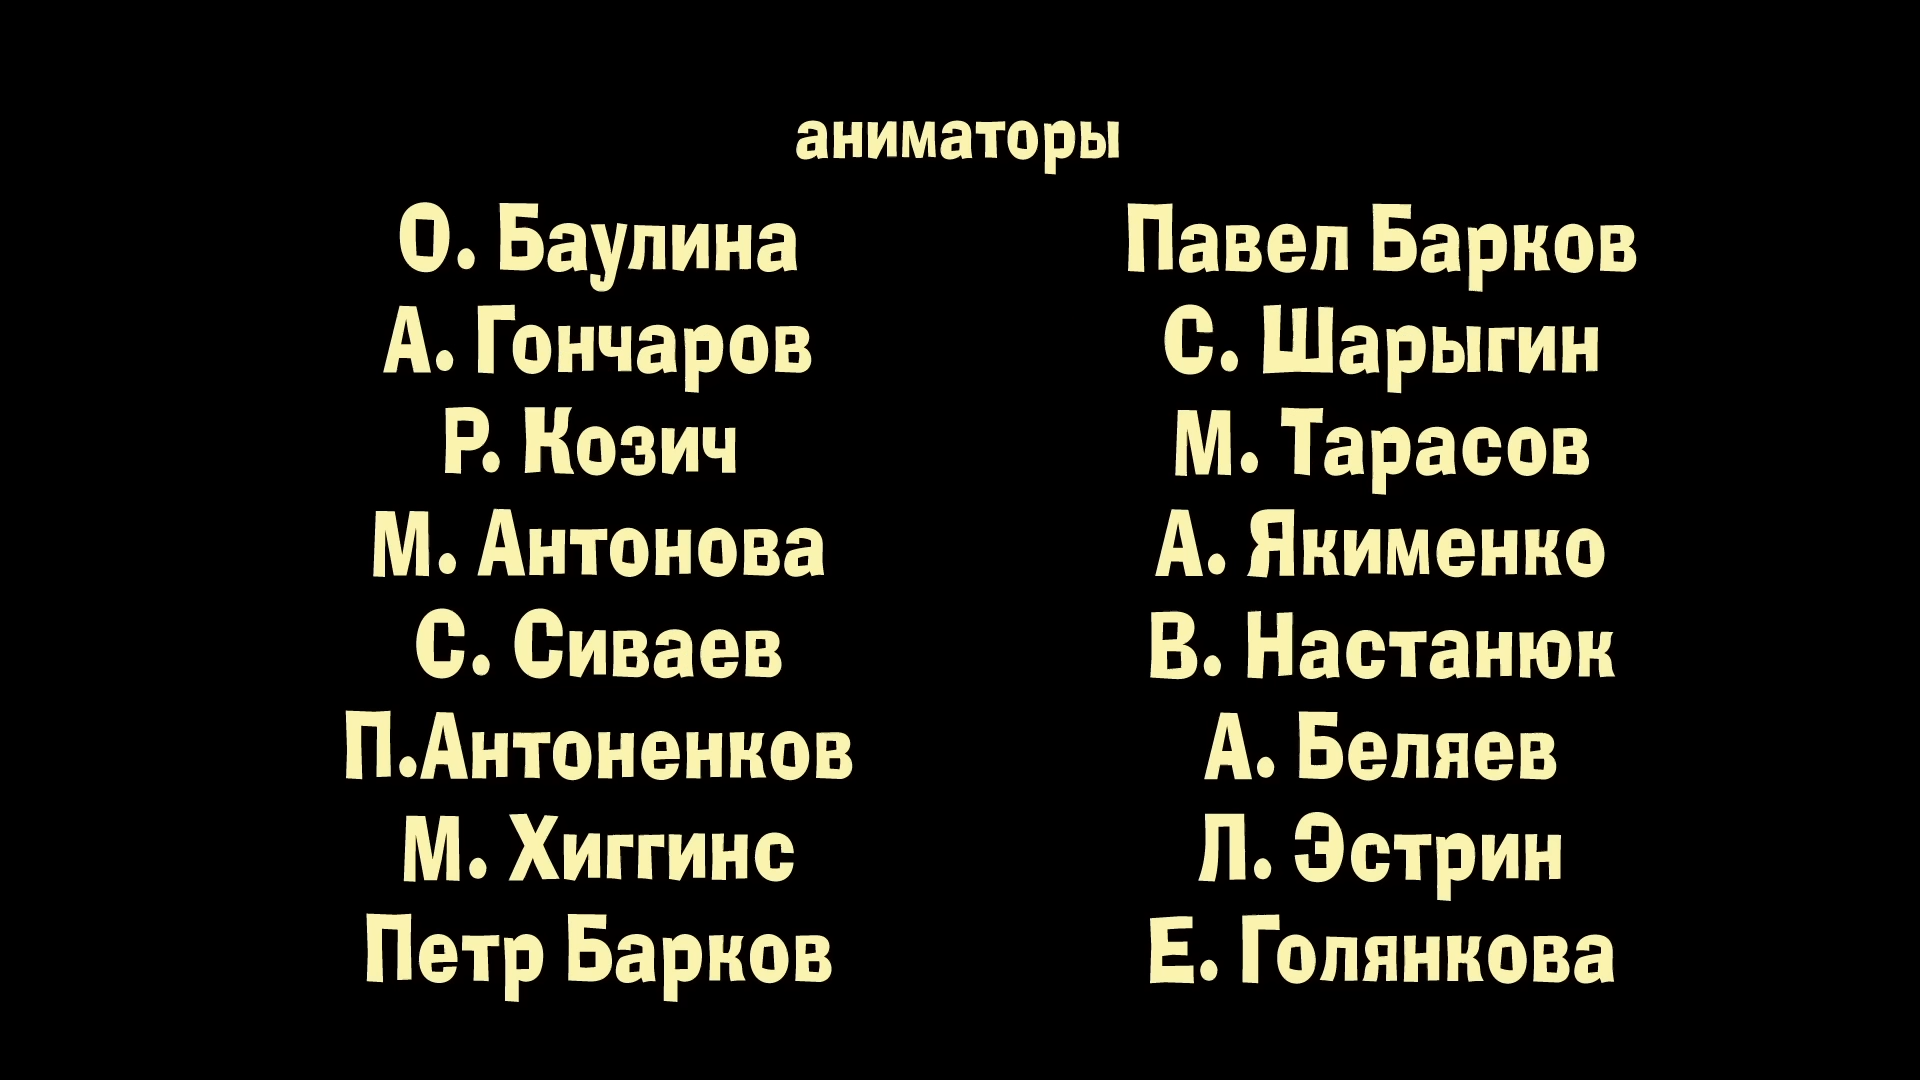 аниматоры
О. Баулина
А. Гончаров
Р. Козич
М. Антонова
С. Сиваев
П.Антоненков
М. Хиггинс
Петр Барков
Павел Барков
С. Шарыгин
М. Тарасов
А. Якименко
В. Настанюк
А. Беляев
Л. Эстрин
Е. Голянкова